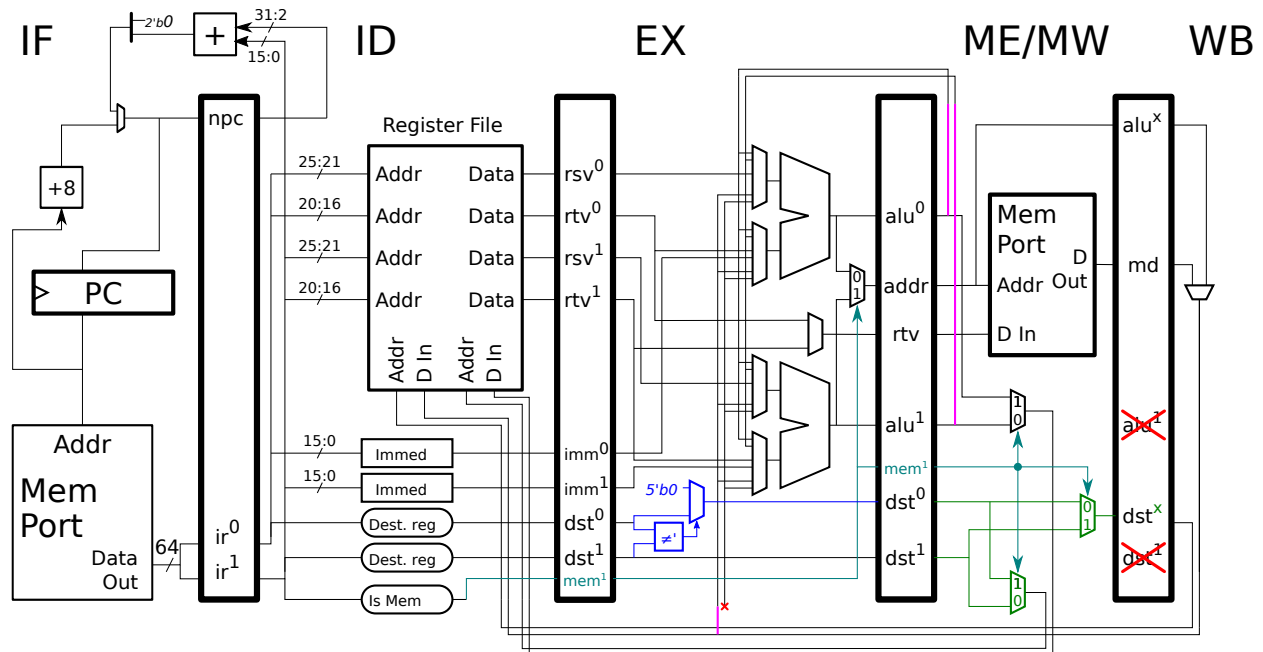 IF
ID
EX
ME/MW
WB
2'b0
+
31:2
15:0
npc
+8
PC
Addr
Mem
Port
Data
Out
64
ir0
ir1
Register File
25:21
Addr
Data
20:16
Addr
Data
25:21
Addr
Data
20:16
Addr
Data
Addr
D In
Addr
D In
15:0
Immed
15:0
Immed
Dest. reg
Dest. reg
Is Mem
rsv0
rtv0
rsv1
rtv1
imm0
imm1
dst0
dst1
mem1
5'b0
≠'
0
1
alu0
addr
rtv
alu1
mem1
dst0
dst1
Mem
Port
Addr
D
Out
D In
1
0
0
1
1
0
alux
md
alu1
dstx
dst1